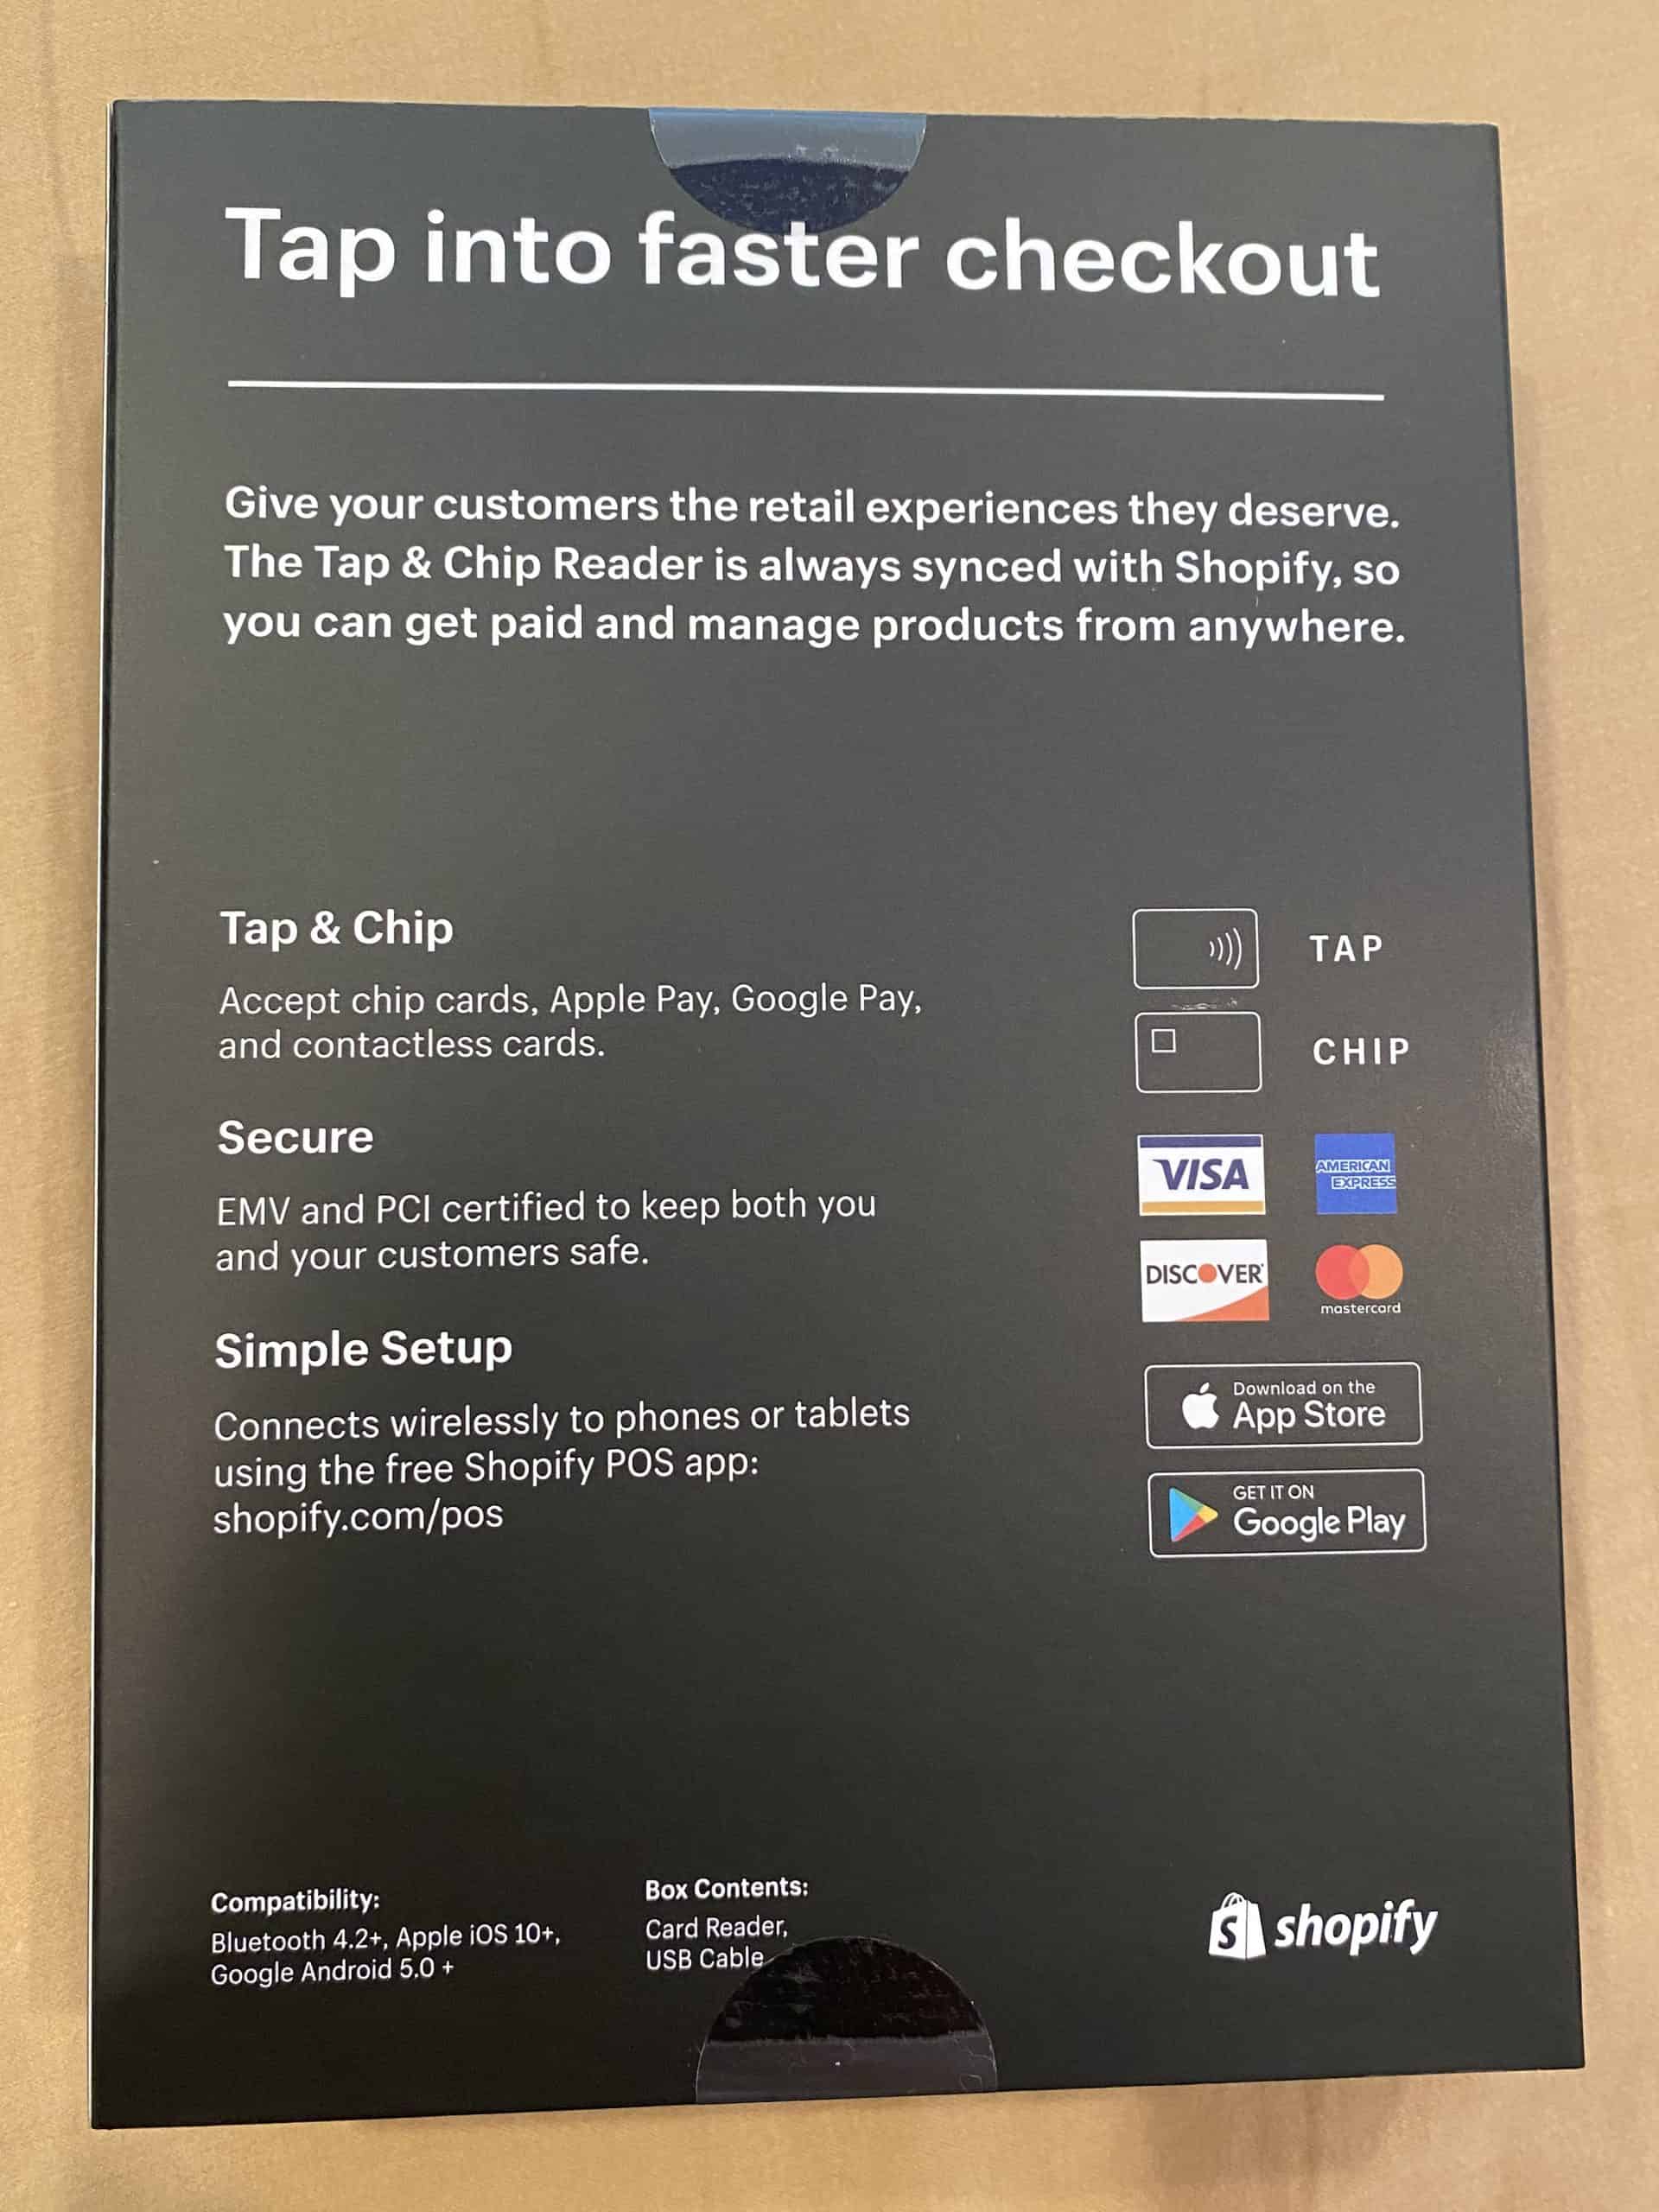 Tap into faster checkout
Give your customers the retail experiences they deserve.
The Tap & Chip Reader is always synced with Shopify, so
you can get paid and manage products from anywhere.
Tap & Chip
Accept chip cards, Apple Pay, Google Pay,
and contactless cards.
Secure
EMV and PCI certified to keep both you
and your customers safe.
Simple Setup
Connects wirelessly to phones or tablets
using the free Shopify POS app:
shopify.com/pos
TAP
CHIP
VISA
AMERICAN
EXPRESS
DISCOVER
mastercard
Download on the
App Store
GET IT ON
Google Play
Compatibility:
Bluetooth 4.2+, Apple iOS 10+,
Google Android 5.0 +
Box Contents:
Card Reader,
USB Cable
shopify